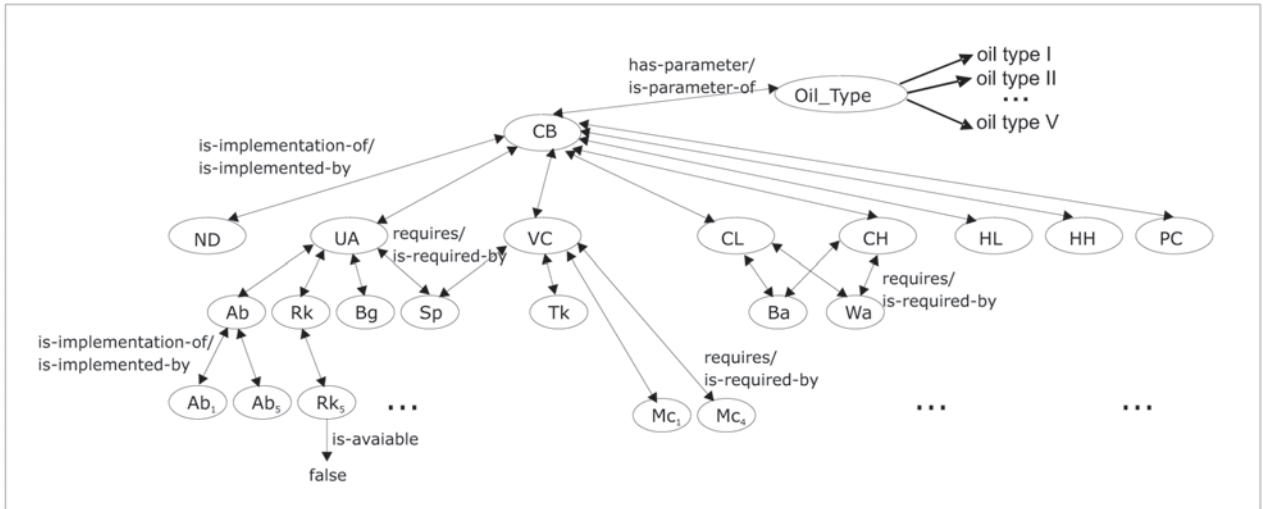 oil type I
has-parameter/
is-parameter-of
oil type II
Oil_Type
...
oil type V
CB
is-implementation-of/
is-implemented-by
ND
UA
requires/
is-required-by
VC
CL
CH
HL
HH
PC
requires/
is-required-by
Ab
Rk
Bg
Sp
Tk
Ba
Wa
is-implementation-of/
is-implemented-by
requires/
is-required-by
Ab₁
Ab₅
Rk₅
...
Mc₁
Mc₄
...
...
is-avaiable
false